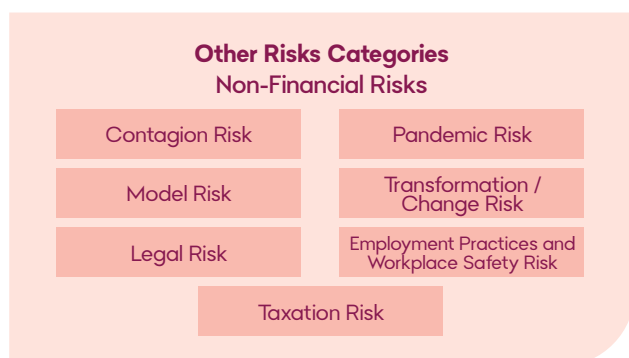 Other Risks Categories
Non-Financial Risks
Contagion Risk
Pandemic Risk
Model Risk
Transformation /
Change Risk
Legal Risk
Employment Practices and
Workplace Safety Risk
Taxation Risk